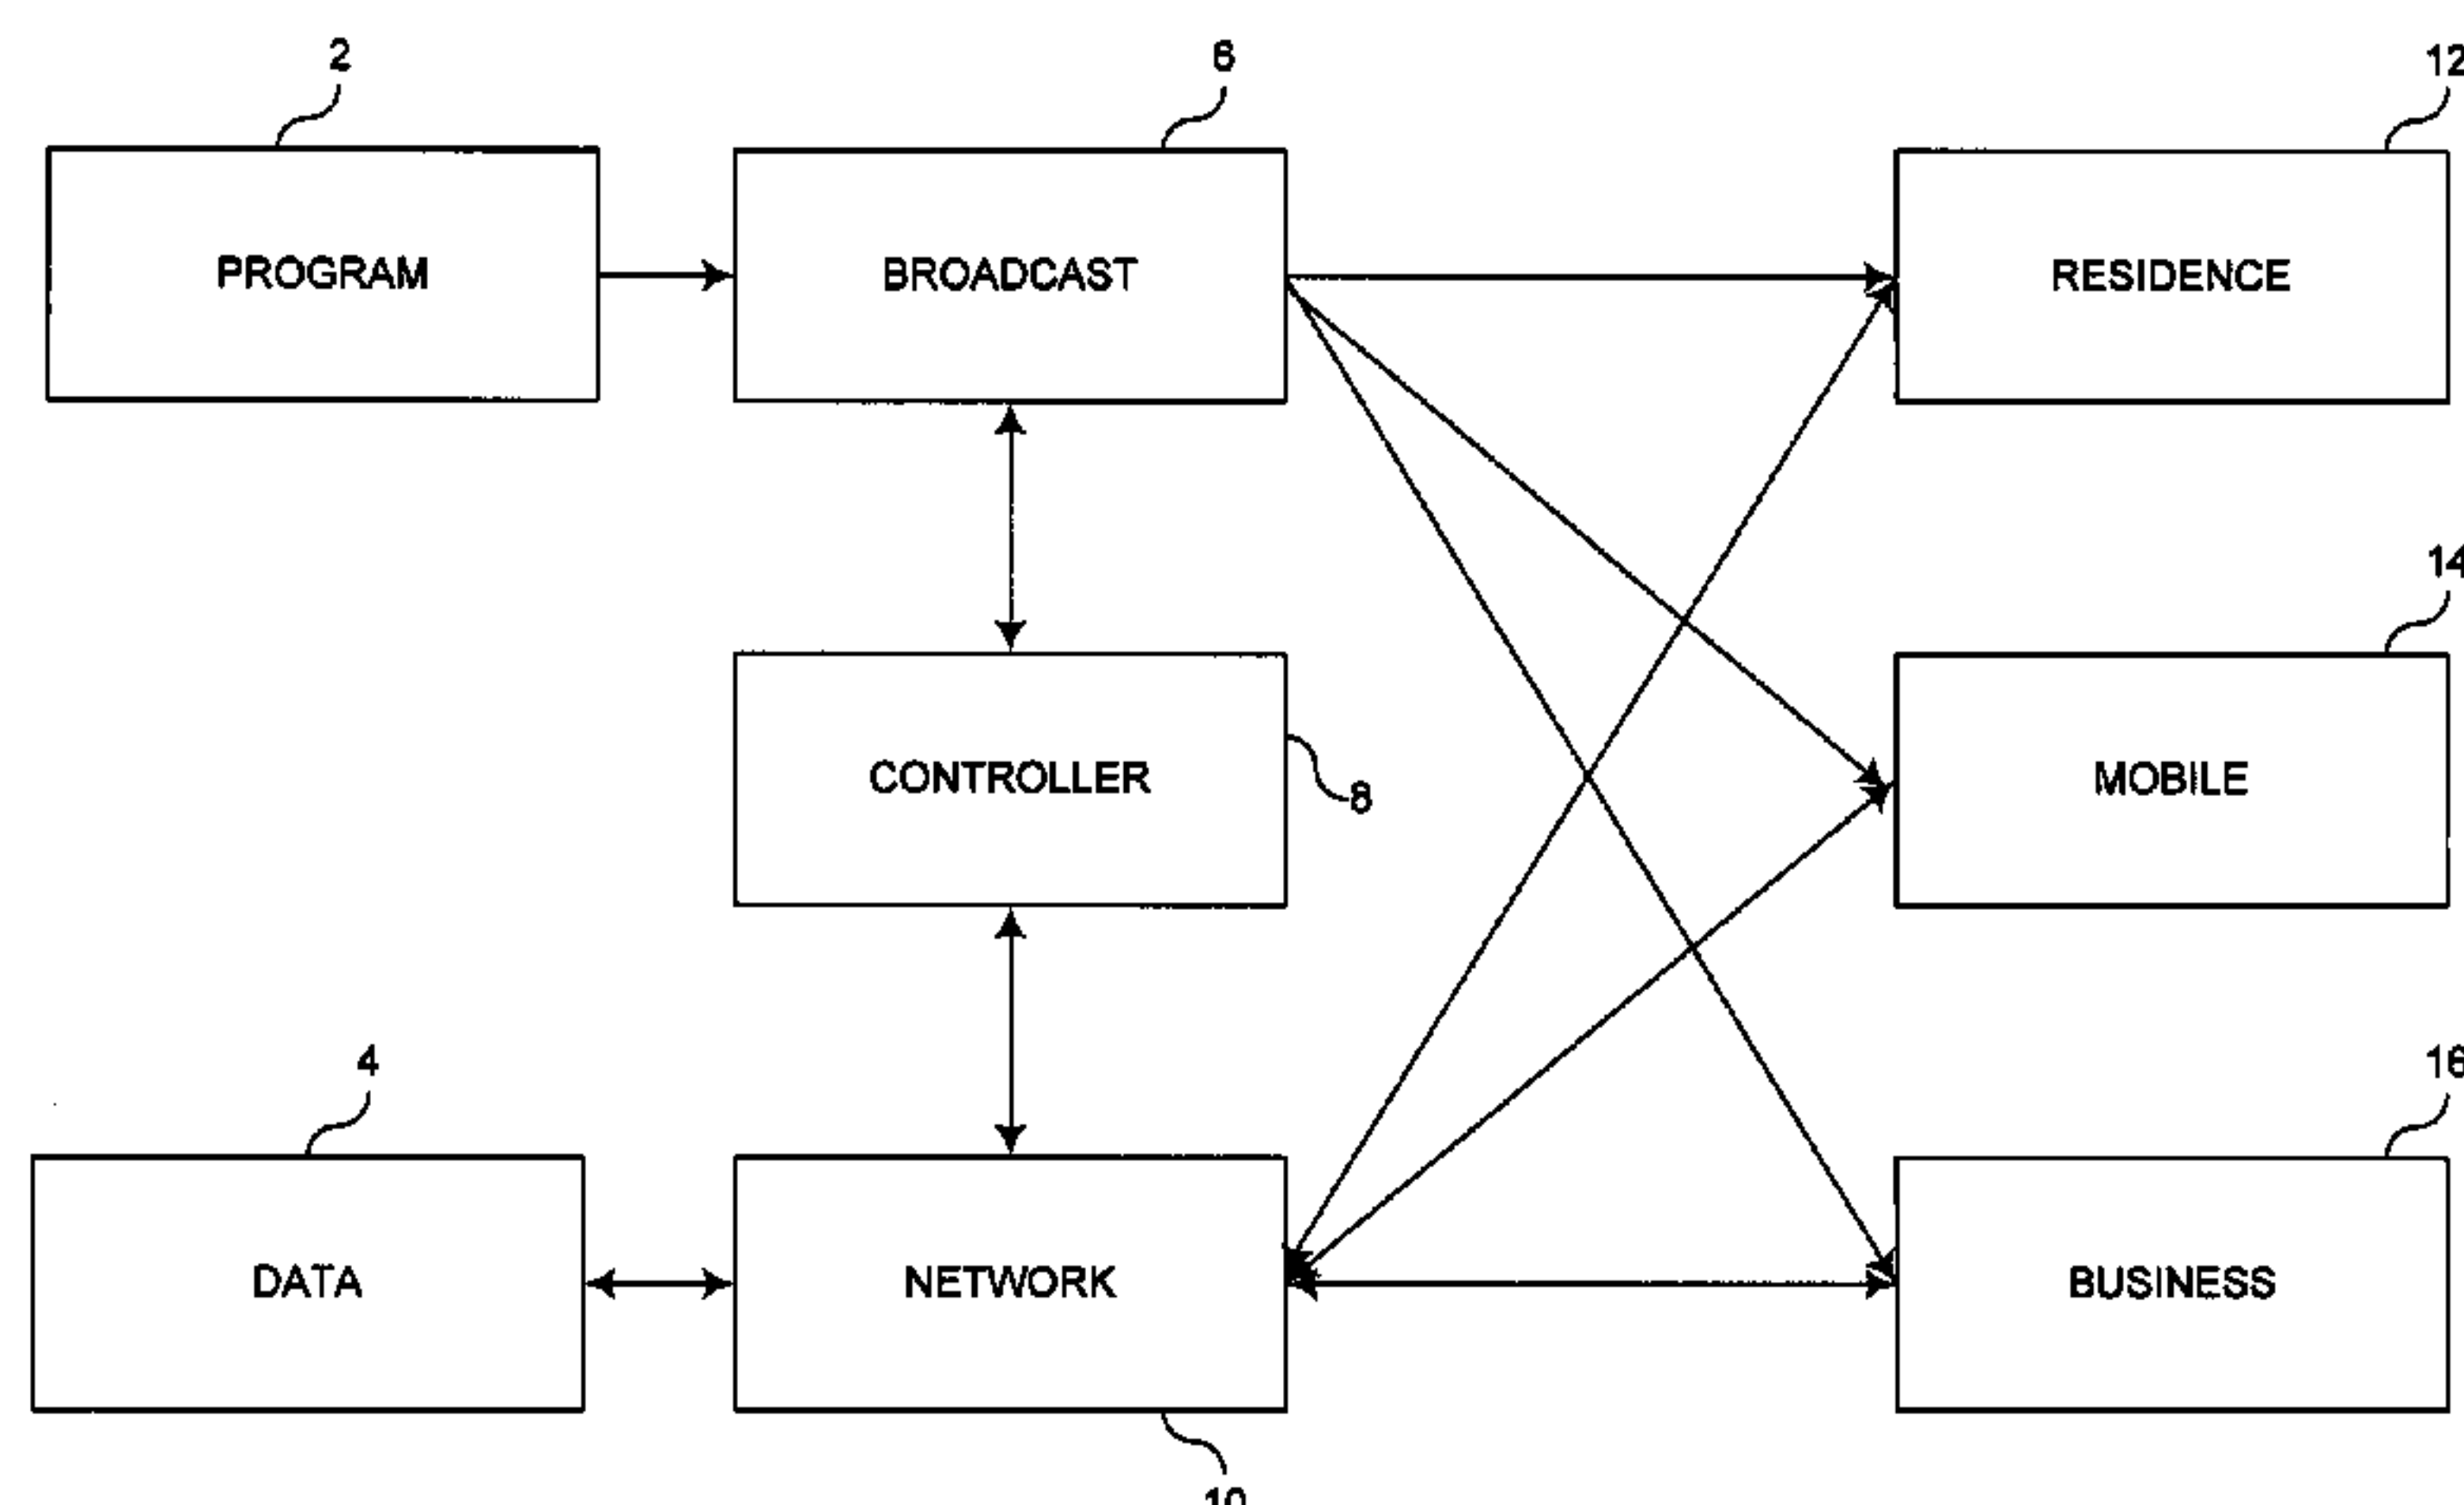 2
6
12
PROGRAM
BROADCAST
RESIDENCE
14
CONTROLLER
8
MOBILE
4
16
DATA
NETWORK
BUSINESS
10